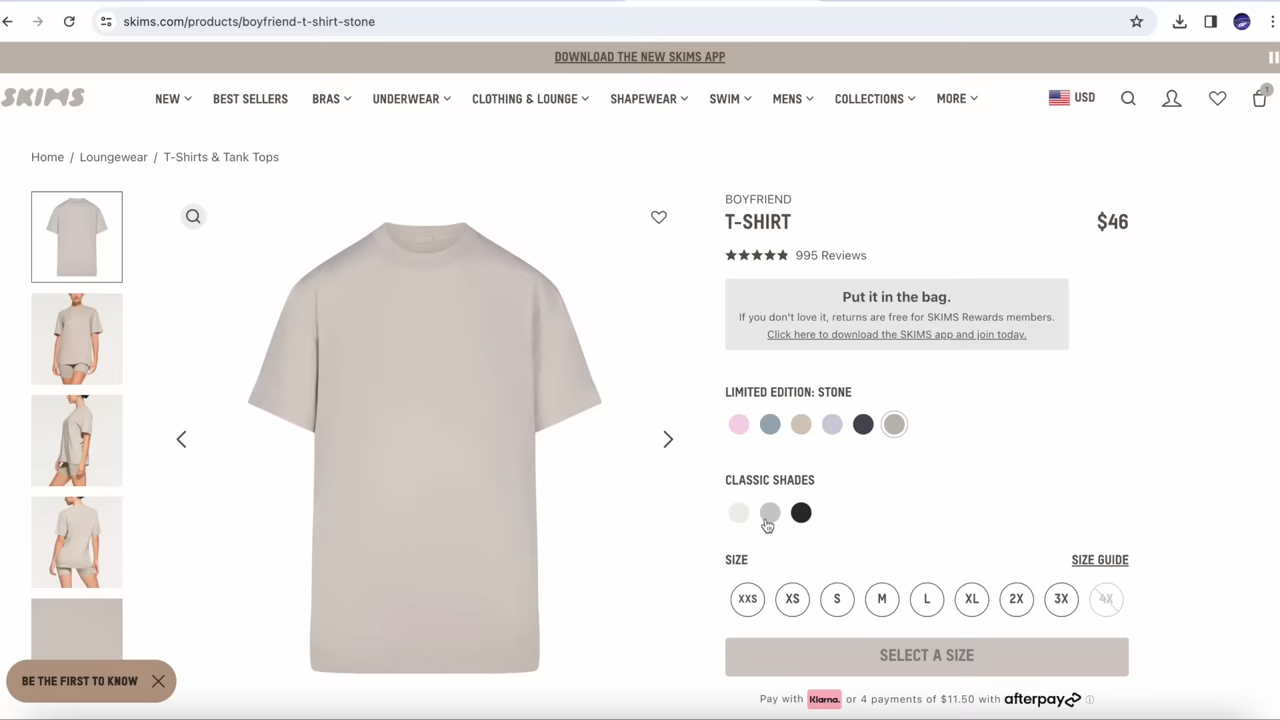 skims.com/products/boyfriend-t-shirt-stone
DOWNLOAD THE NEW SKIMS APP
SKIMS
NEW BEST SELLERS BRAS UNDERWEAR CLOTHING & LOUNGE SHAPEWEAR SWIM MENS COLLECTIONS MORE
USD
1
Home / Loungewear / T-Shirts & Tank Tops
BOYFRIEND
T-SHIRT $46
995 Reviews
Put it in the bag.
If you don't love it, returns are free for SKIMS Rewards members.
Click here to download the SKIMS app and join today.
LIMITED EDITION: STONE
CLASSIC SHADES
SIZE SIZE GUIDE
XXS XS S M L XL 2X 3X 4X
SELECT A SIZE
BE THE FIRST TO KNOW
Pay with Klarna. or 4 payments of $11.50 with afterpay